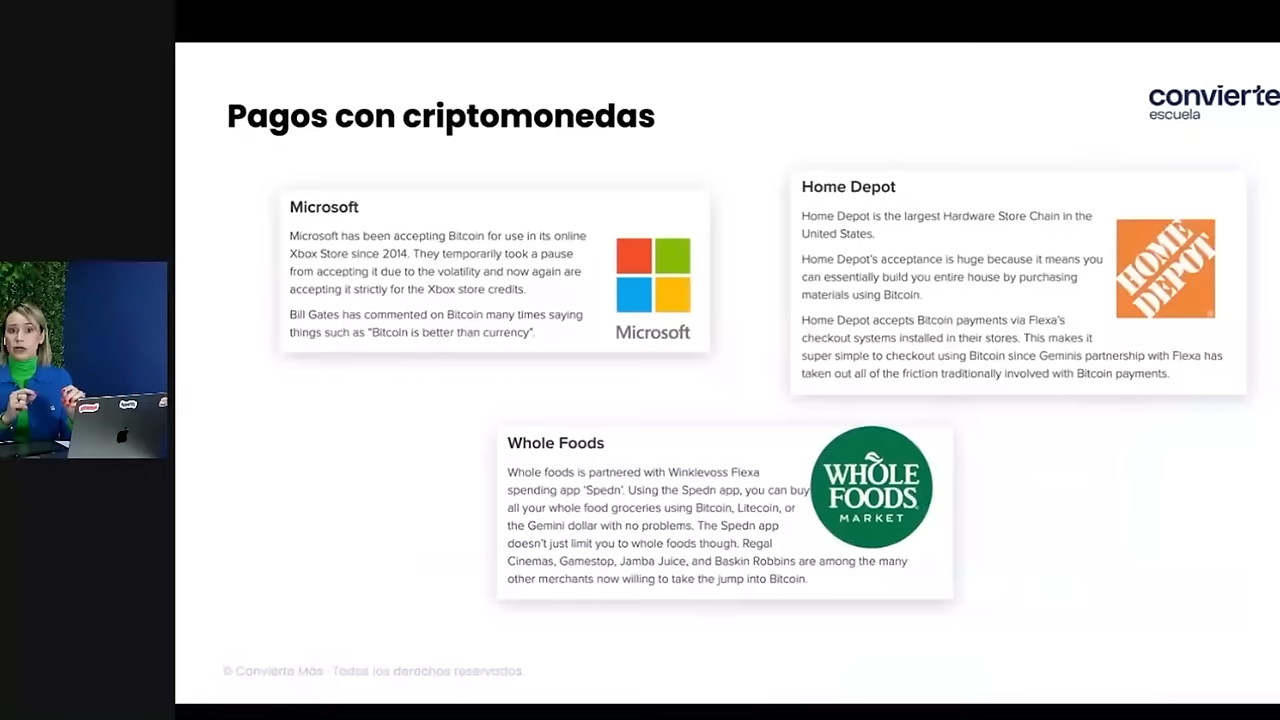 Pagos con criptomonedas
convierte
escuela
Microsoft
Microsoft has been accepting Bitcoin for use in its online
Xbox Store since 2014. They temporarily took a pause
from accepting it due to the volatility and now again are
accepting it strictly for the Xbox store credits.
Bill Gates has commented on Bitcoin many times saying
things such as "Bitcoin is better than currency".
Microsoft
Home Depot
Home Depot is the largest Hardware Store Chain in the
United States.
Home Depot's acceptance is huge because it means you
can essentially build you entire house by purchasing
materials using Bitcoin.
Home Depot accepts Bitcoin payments via Flexa's
checkout systems installed in their stores. This makes it
super simple to checkout using Bitcoin since Geminis partnership with Flexa has
taken out all of the friction traditionally involved with Bitcoin payments.
HOME
DEPOT
Whole Foods
Whole foods is partnered with Winklevoss Flexa
spending app 'Spedn'. Using the Spedn app, you can buy
all your whole food groceries using Bitcoin, Litecoin, or
the Gemini dollar with no problems. The Spedn app
doesn't just limit you to whole foods though. Regal
Cinemas, Gamestop, Jamba Juice, and Baskin Robbins are among the many
other merchants now willing to take the jump into Bitcoin.
WHOLE
FOODS
MARKET
© Convierte Más · Todos los derechos reservados.